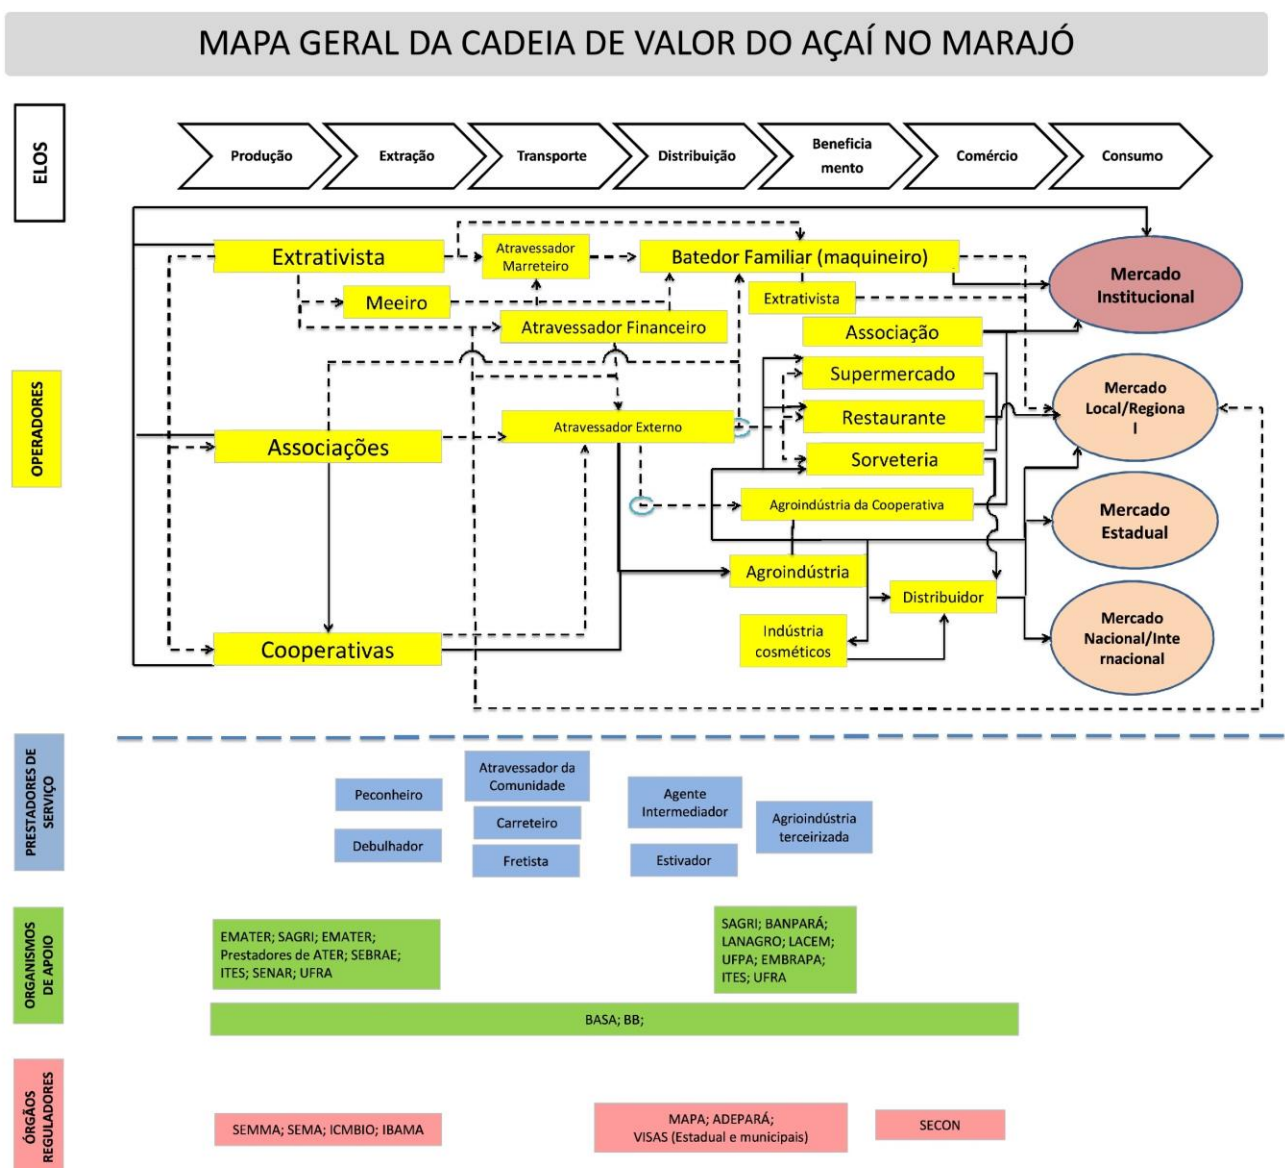 MAPA GERAL DA CADEIA DE VALOR DO AÇAÍ NO MARAJÓ
ELOS
Produção
Extração
Transporte
Distribuição
Beneficia
mento
Comércio
Consumo
OPERADORES
Extrativista
Atravessador
Marreteiro
Batedor Familiar (maquineiro)
Mercado
Institucional
Meeiro
Extrativista
Atravessador Financeiro
Associação
Supermercado
Mercado
Local/Regiona
l
Restaurante
Associações
Atravessador Externo
Sorveteria
Agroindústria da Cooperativa
Mercado
Estadual
Agroindústria
Distribuidor
Cooperativas
Indústria
cosméticos
Mercado
Nacional/Inte
rnacional
PRESTADORES DE
SERVIÇO
Peconheiro
Debulhador
Atravessador da
Comunidade
Carreteiro
Fretista
Agente
Intermediador
Estivador
Agrioindústria
terceirizada
ORGANISMOS
DE APOIO
EMATER; SAGRI; EMATER;
Prestadores de ATER; SEBRAE;
ITES; SENAR; UFRA
SAGRI; BANPARÁ;
LANAGRO; LACEM;
UFPA; EMBRAPA;
ITES; UFRA
BASA; BB;
ÓRGÃOS
REGULADORES
SEMMA; SEMA; ICMBIO; IBAMA
MAPA; ADEPARÁ;
VISAS (Estadual e municipais)
SECON